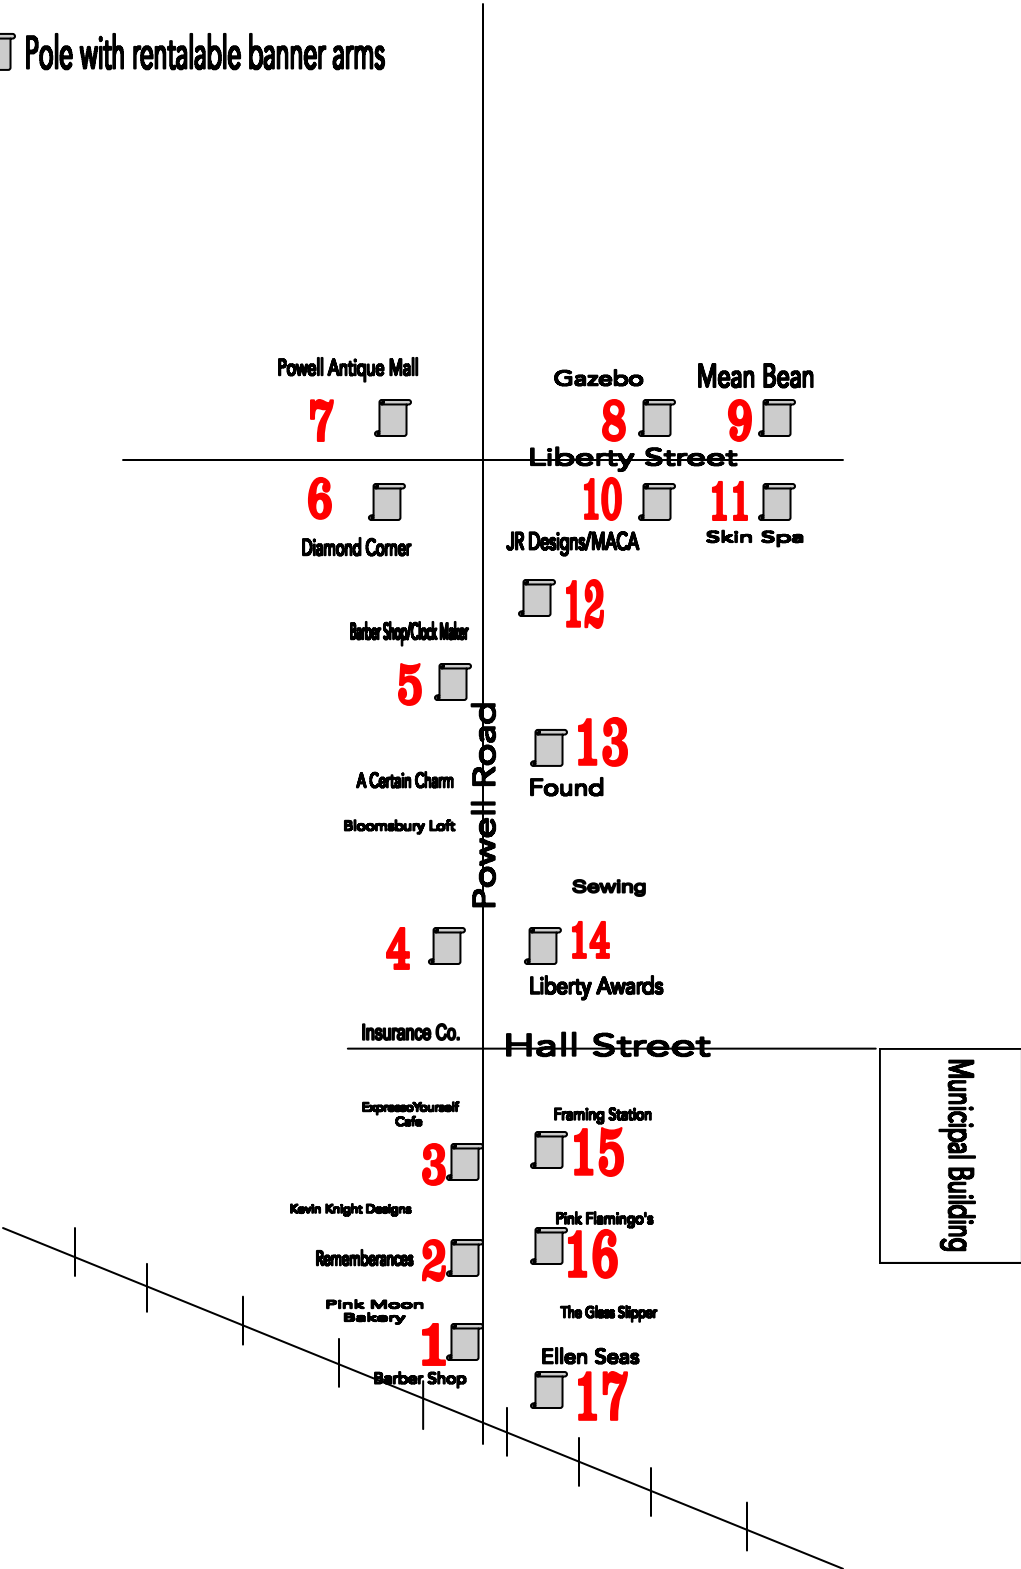 Pole with rentalable banner arms
Powell Antique Mall
Gazebo
Mean Bean
7
8
9
Liberty Street
6
10
11
Diamond Corner
JR Designs/MACA
Skin Spa
12
Barber Shop/Clock Maker
5
Powell Road
13
A Certain Charm
Found
Bloomsbury Loft
Sewing
4
14
Liberty Awards
Insurance Co.
Hall Street
Municipal Building
ExpressoYourself
Cafe
Framing Station
3
15
Kevin Knight Designs
Pink Flamingo's
Rememberances
2
16
Pink Moon
Bakery
The Glass Slipper
1
Ellen Seas
Barber Shop
17